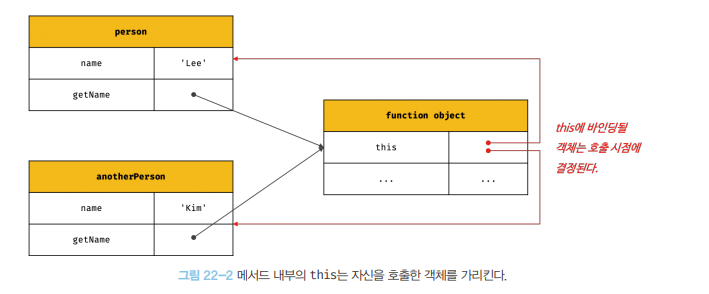 person
name 'Lee'
getName
function object
this
... ...
this에 바인딩될
객체는 호출 시점에
결정된다.
anotherPerson
name 'Kim'
getName
그림 22-2 메서드 내부의 this는 자신을 호출한 객체를 가리킨다.